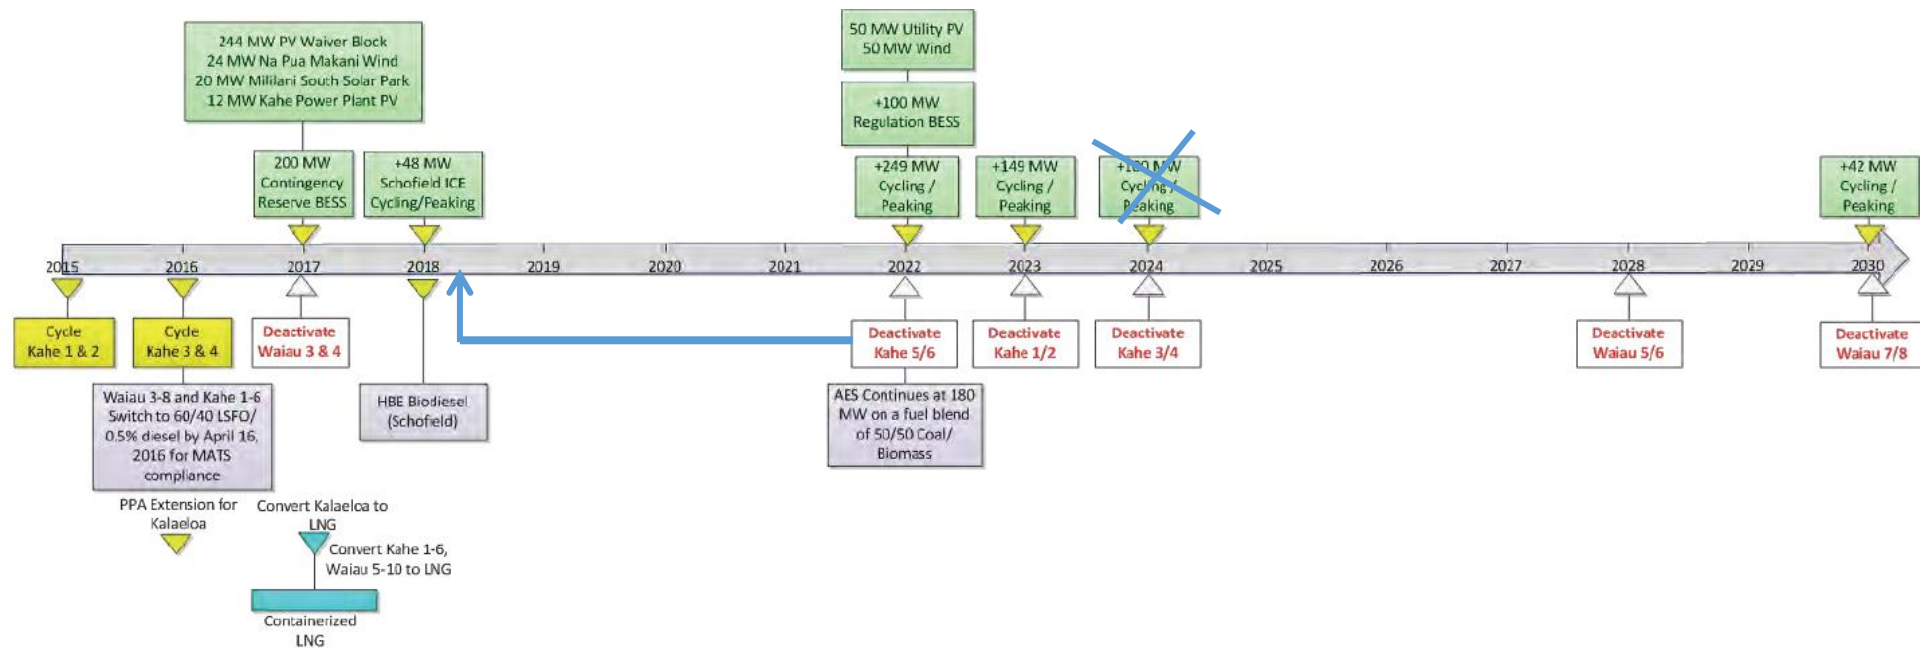 244 MW PV Waiver Block
24 MW Na Pua Makani Wind
20 MW Mililani South Solar Park
12 MW Kahe Power Plant PV
200 MW
Contingency
Reserve BESS
+48 MW
Schofield ICE
Cycling/Peaking
50 MW Utility PV
50 MW Wind
+100 MW
Regulation BESS
+249 MW
Cycling /
Peaking
+149 MW
Cycling /
Peaking
MW
Cycling /
Peaking
+42 MW
Cycling /
Peaking
2015 2016 2017 2018 2019 2020 2021 2022 2023 2024 2025 2026 2027 2028 2029 2030
Cycle
Kahe 1 & 2
Cycle
Kahe 3 & 4
Deactivate
Waiau 3 & 4
Deactivate
Kahe 5/6
Deactivate
Kahe 1/2
Deactivate
Kahe 3/4
Deactivate
Waiau 5/6
Deactivate
Waiau 7/8
Waiau 3-8 and Kahe 1-6
Switch to 60/40 LSFO/
0.5% diesel by April 16,
2016 for MATS
compliance
HBE Biodiesel
(Schofield)
AES Continues at 180
MW on a fuel blend
of 50/50 Coal/
Biomass
PPA Extension for
Kalaeloa
Convert Kalaeloa to
LNG
Convert Kahe 1-6,
Waiau 5-10 to LNG
Containerized
LNG